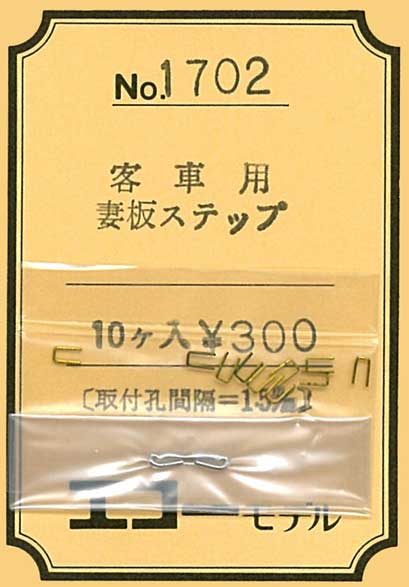 No.1702
客車用
妻板ステップ
10ケ入¥300
〔取付孔間隔=1.5㎜〕
エコーモデル